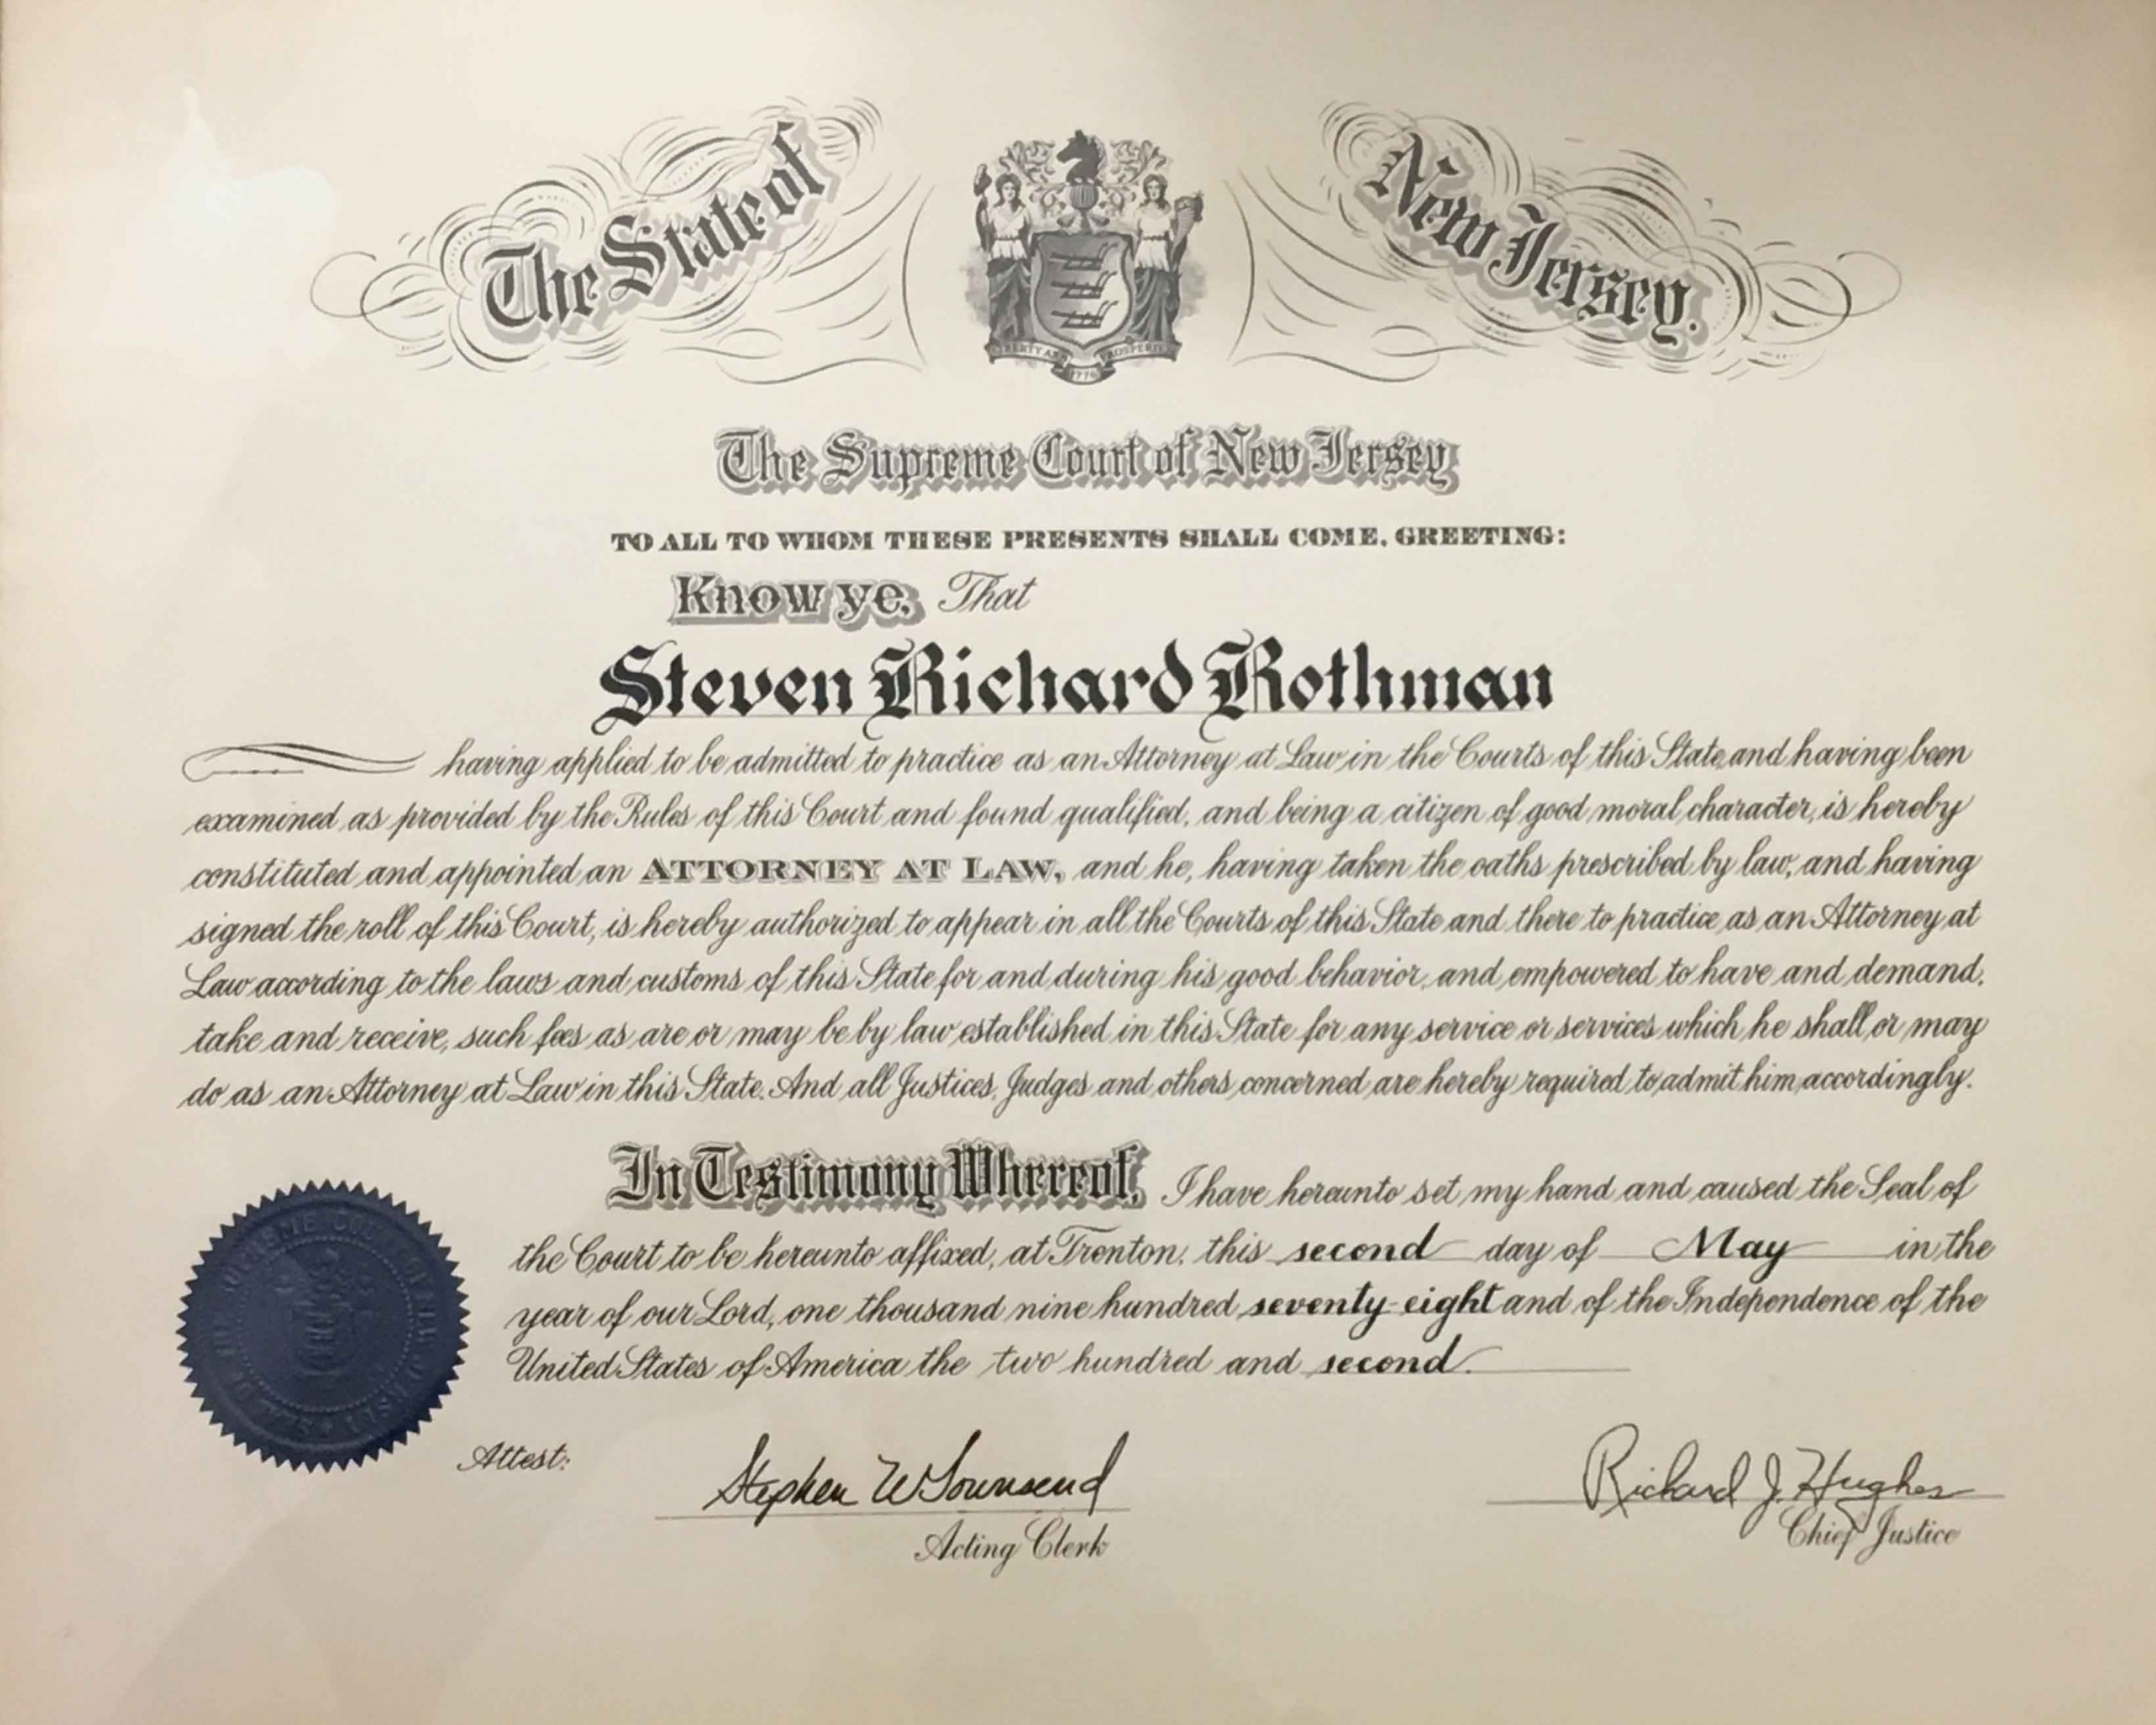 The State of New Jersey.
LIBERTY AND PROSPERITY
1776
The Supreme Court of New Jersey
TO ALL TO WHOM THESE PRESENTS SHALL COME, GREETING:
Know ye, That
Steven Richard Rothman
having applied to be admitted to practice as an Attorney at Law in the Courts of this State and having been
examined as provided by the Rules of this Court and found qualified, and being a citizen of good moral character, is hereby
constituted and appointed an ATTORNEY AT LAW, and he, having taken the oaths prescribed by law, and having
signed the roll of this Court, is hereby authorized to appear in all the Courts of this State and there to practice as an Attorney at
Law according to the laws and customs of this State for and during his good behavior, and empowered to have and demand,
take and receive, such fees as are or may be by law established in this State for any service or services which he shall or may
do as an Attorney at Law in this State. And all Justices, Judges and others concerned are hereby required to admit him accordingly.
In Testimony Whereof, I have hereunto set my hand and caused the Seal of
the Court to be hereunto affixed, at Trenton, this second day of May in the
year of our Lord, one thousand nine hundred seventy-eight and of the Independence of the
United States of America the two hundred and second.
Attest:
Stephen W Townsend
Acting Clerk
Richard J. Hughes
Chief Justice